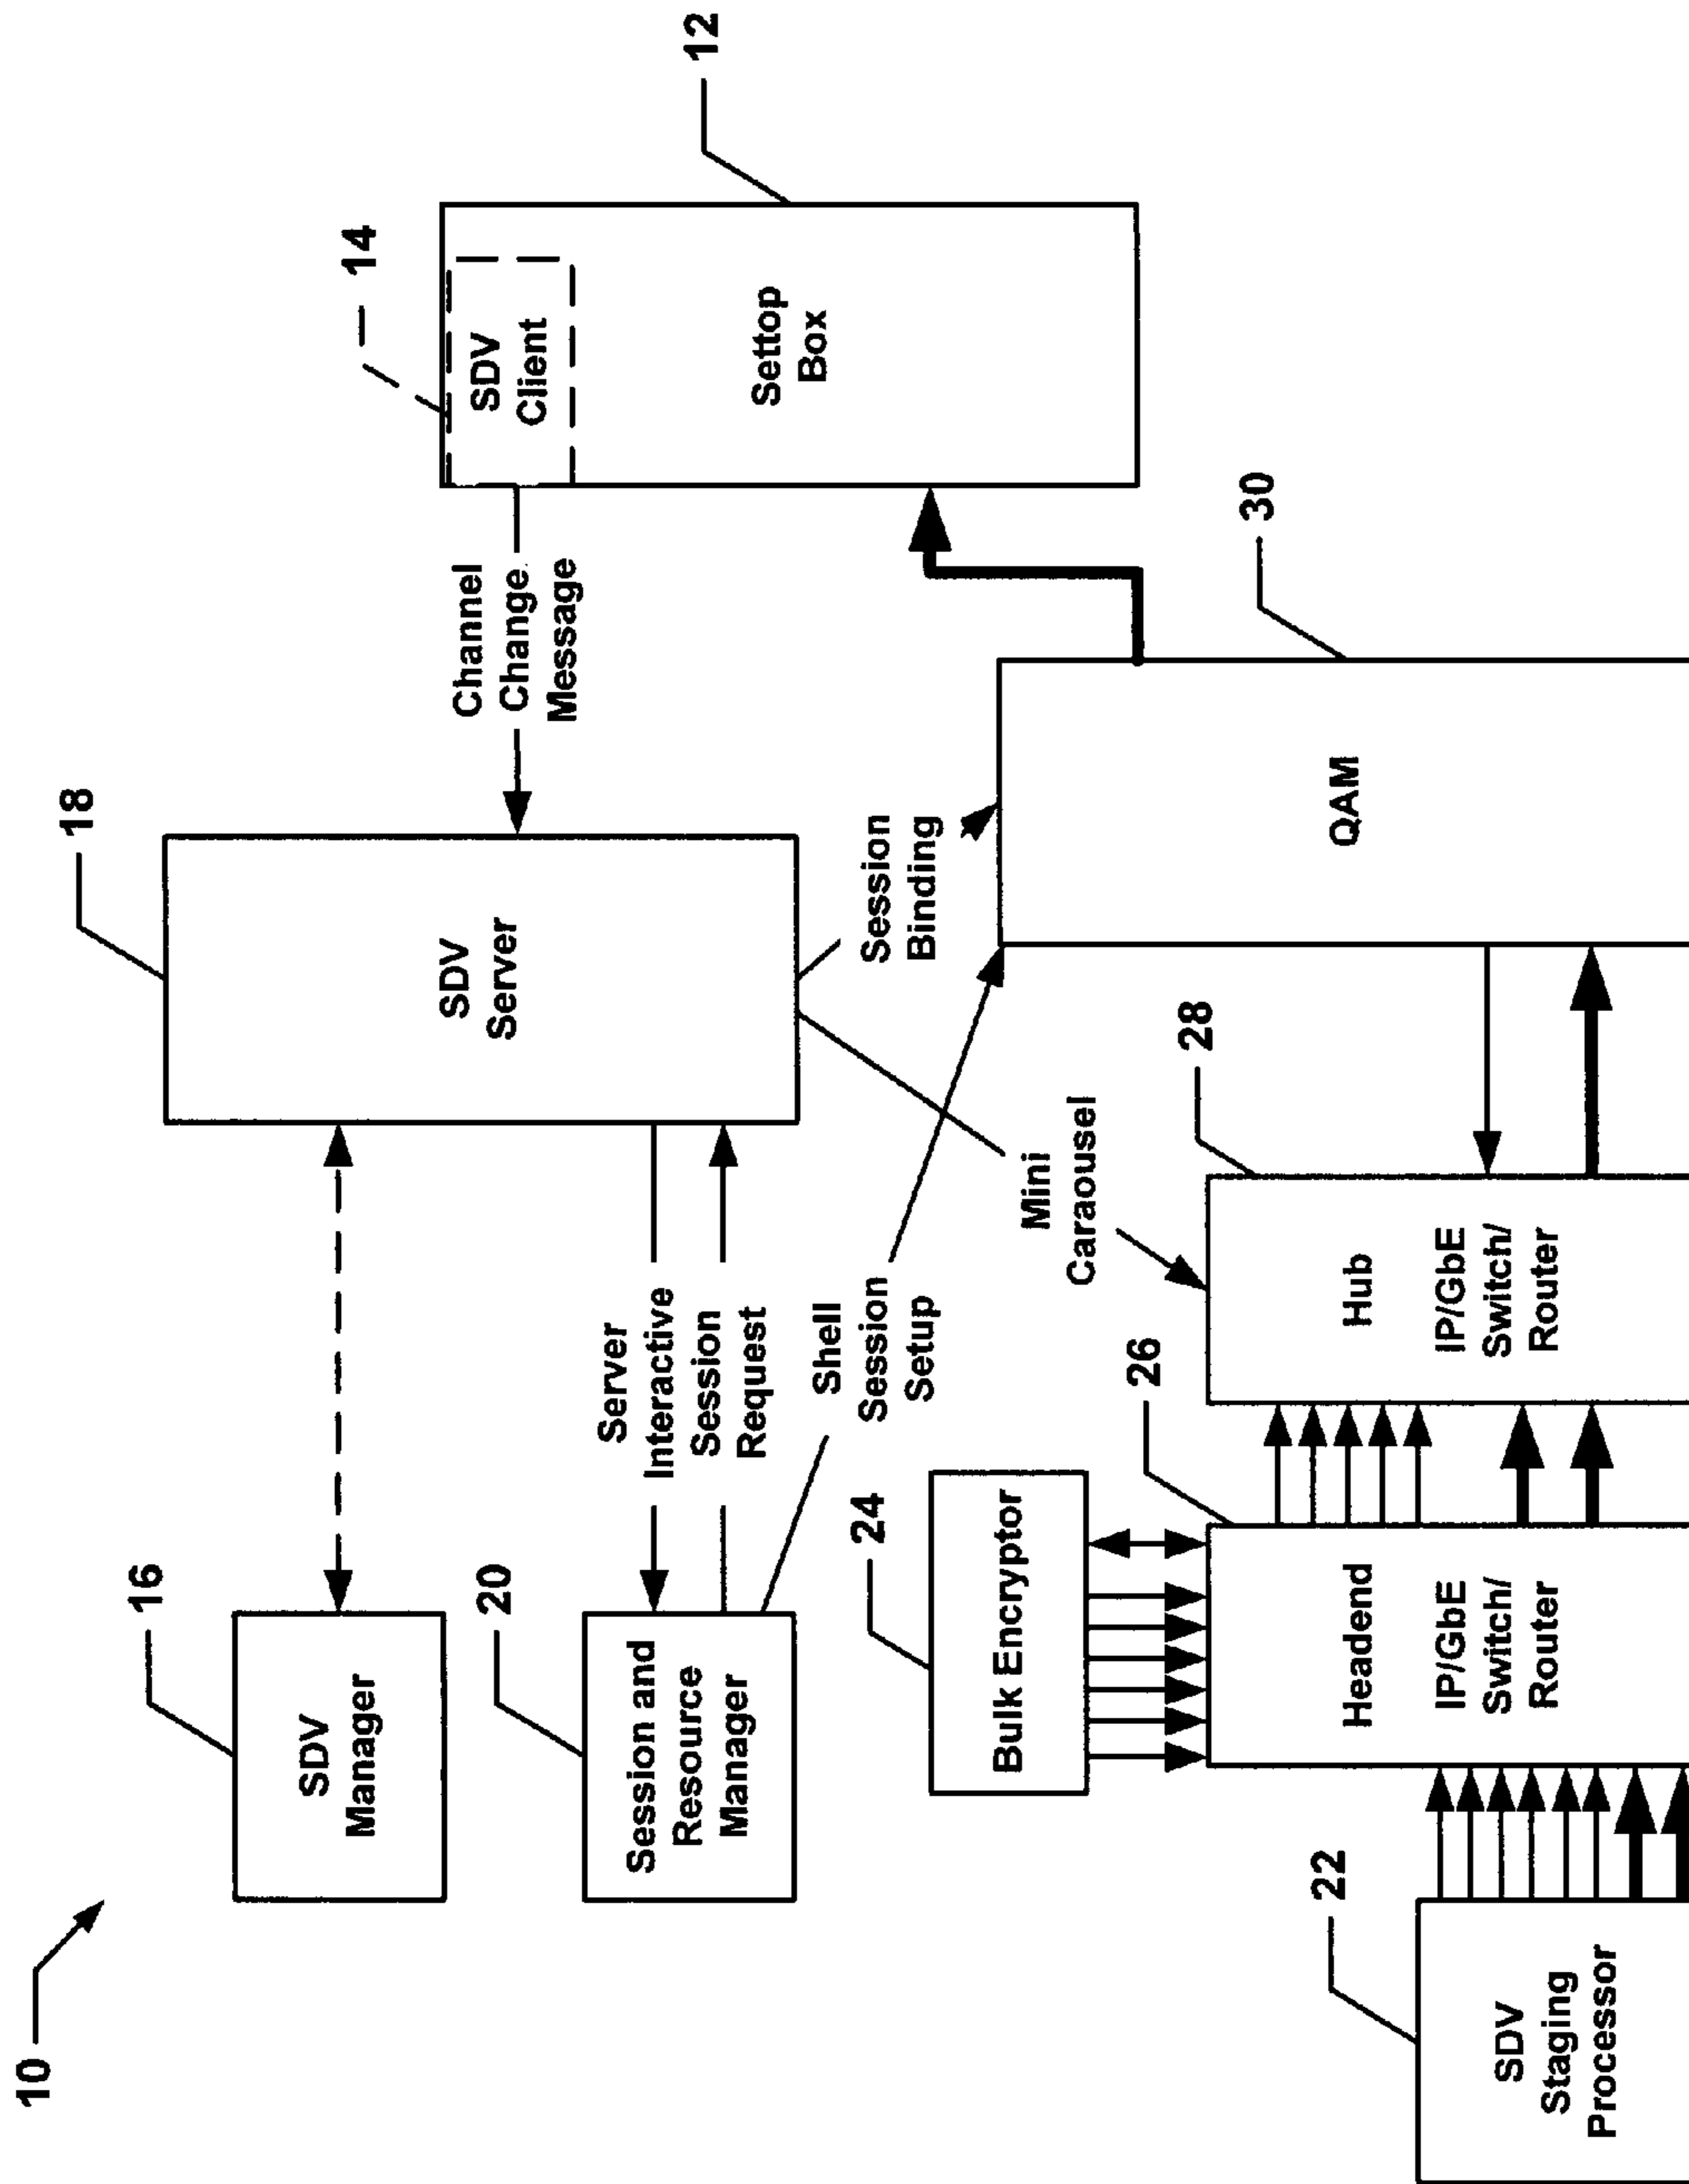 10
16
SDV
Manager
18
SDV
Server
14
SDV
Client
12
Settop
Box
Channel
Change
Message
20
Session and
Resource
Manager
Server
Interactive
Session
Request
Shell
Session
Setup
Session
Binding
Mini
Caraousel
24
Bulk Encryptor
26
Headend
IP/GbE
Switch/
Router
28
Hub
IP/GbE
Switch/
Router
30
QAM
22
SDV
Staging
Processor